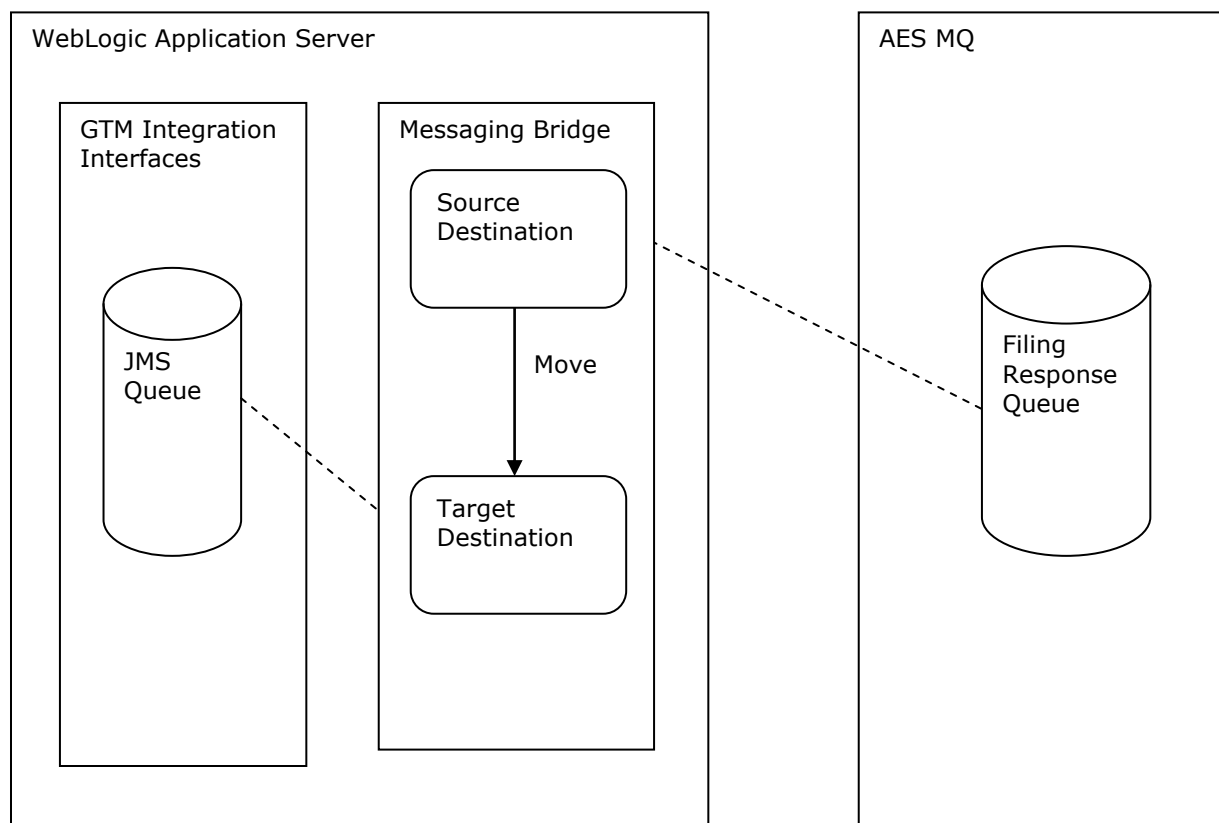 WebLogic Application Server
AES MQ
GTM Integration
Interfaces
Messaging Bridge
Source
Destination
JMS
Queue
Move
Filing
Response
Queue
Target
Destination